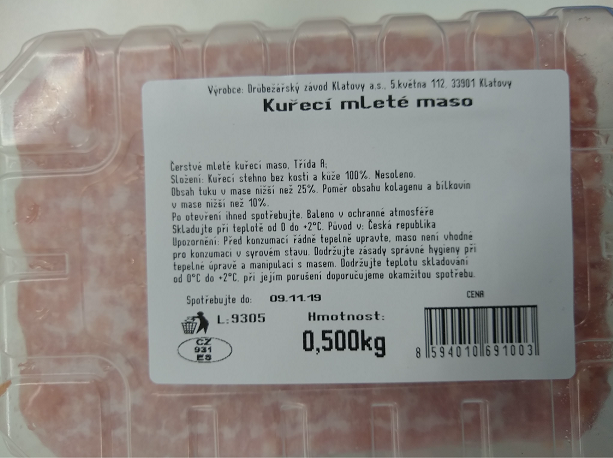 Výrobce: Drůbežářský závod Klatovy a.s., 5.května 112, 33901 Klatovy
Kuřecí mleté maso
Čerstvé mleté kuřecí maso, Třída A;
Složení: Kuřecí stehno bez kosti a kůže 100%. Nesoleno.
Obsah tuku v mase nižší než 25%. Poměr obsahu kolagenu a bílkovin
v mase nižší než 10%.
Po otevření ihned spotřebujte. Baleno v ochranné atmosféře
Skladujte při teplotě od 0 do +2°C. Původ v: Česká republika
Upozornění: Před konzumací řádně tepelně upravte, maso není vhodné
pro konzumaci v syrovém stavu. Dodržujte zásady správné hygieny při
tepelné úpravě a manipulaci s masem. Dodržujte teplotu skladování
od 0°C do +2°C, při jejím porušení doporučujeme okamžitou spotřebu.
Spotřebujte do: 09.11.19
CENA
L:9305
Hmotnost:
0,500kg
CZ
931
ES
8 594010 691003